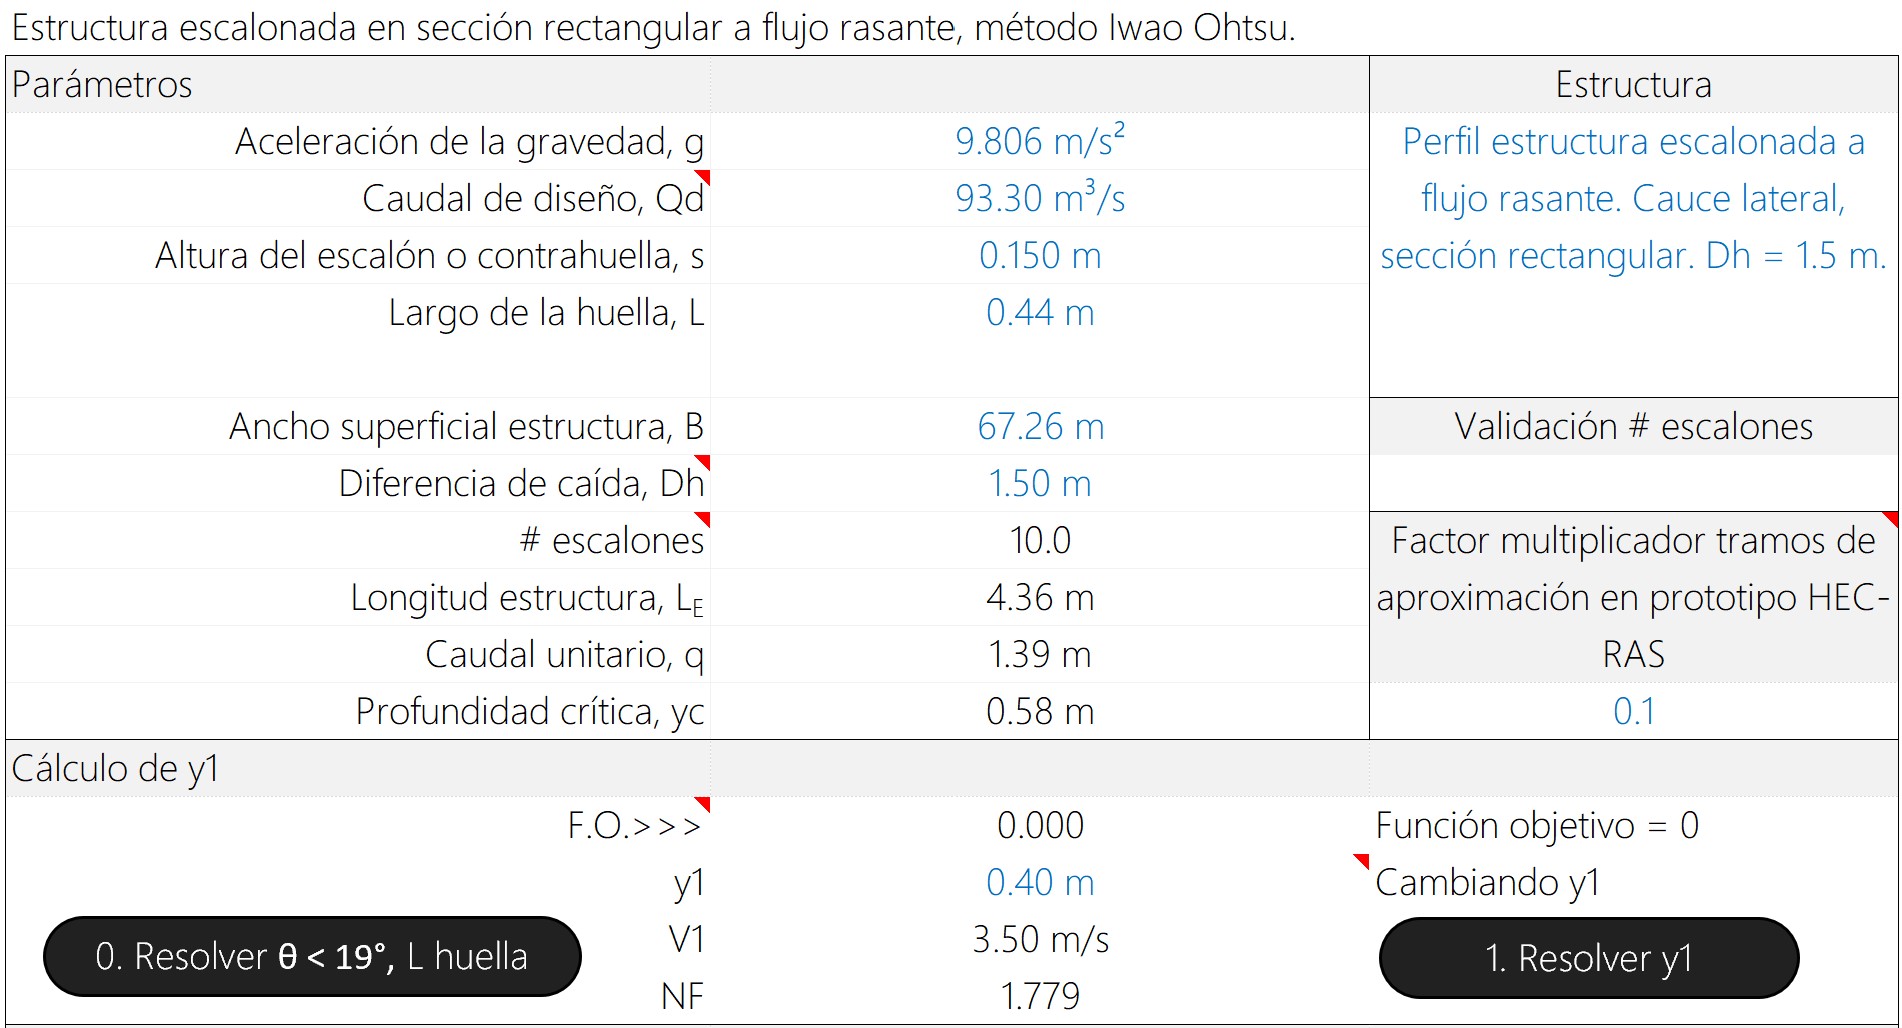 Estructura escalonada en sección rectangular a flujo rasante, método Iwao Ohtsu.
Parámetros
Estructura
Aceleración de la gravedad, g 9.806 m/s²
Caudal de diseño, Qd 93.30 m³/s
Altura del escalón o contrahuella, s 0.150 m
Largo de la huella, L 0.44 m
Perfil estructura escalonada a
flujo rasante. Cauce lateral,
sección rectangular. Dh = 1.5 m.
Ancho superficial estructura, B 67.26 m
Validación # escalones
Diferencia de caída, Dh 1.50 m
# escalones 10.0
Longitud estructura, LE 4.36 m
Caudal unitario, q 1.39 m
Profundidad crítica, yc 0.58 m
Factor multiplicador tramos de
aproximación en prototipo HEC-
RAS
0.1
Cálculo de y1
F.O.>>> 0.000 Función objetivo = 0
y1 0.40 m Cambiando y1
V1 3.50 m/s
0. Resolver θ < 19°, L huella
1. Resolver y1
NF 1.779